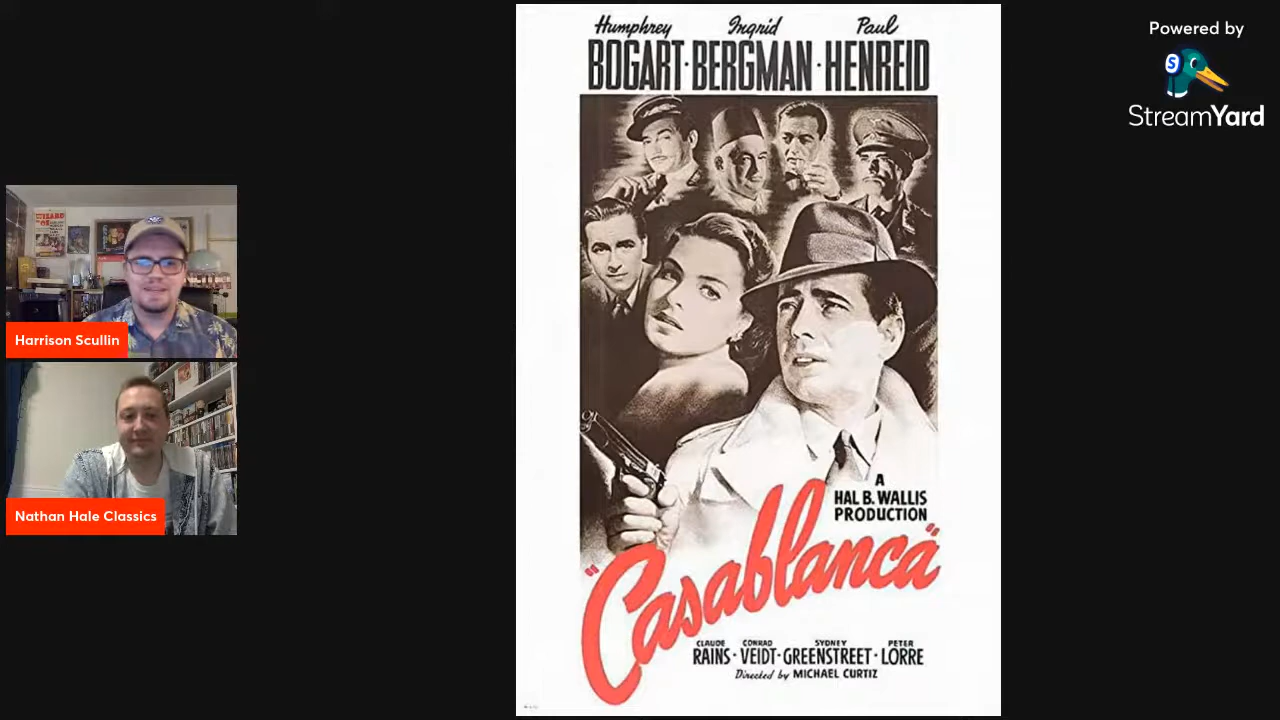 Humphrey Ingrid Paul
BOGART · BERGMAN · HENREID
A
HAL B. WALLIS
PRODUCTION
"Casablanca"
CLAUDE CONRAD SYDNEY PETER
RAINS · VEIDT · GREENSTREET · LORRE
Directed by MICHAEL CURTIZ
Harrison Scullin
Nathan Hale Classics
Powered by
S
StreamYard